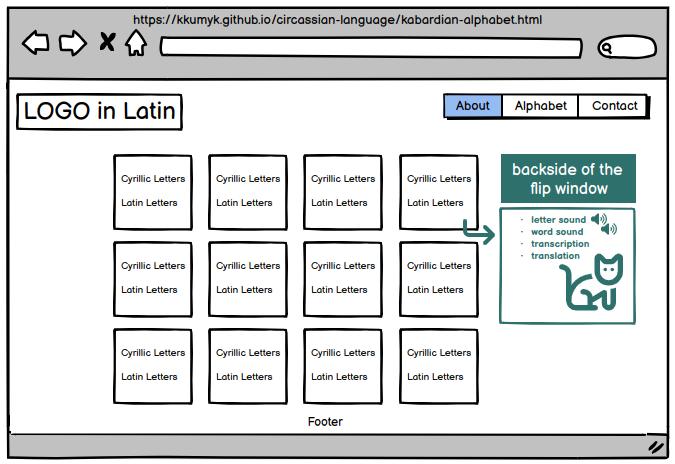 https://kkumyk.github.io/circassian-language/kabardian-alphabet.html
LOGO in Latin
About Alphabet Contact
Cyrillic Letters Cyrillic Letters Cyrillic Letters Cyrillic Letters
Latin Letters Latin Letters Latin Letters Latin Letters
backside of the
flip window
· letter sound
· word sound
· transcription
· translation
Cyrillic Letters Cyrillic Letters Cyrillic Letters Cyrillic Letters
Latin Letters Latin Letters Latin Letters Latin Letters
Cyrillic Letters Cyrillic Letters Cyrillic Letters Cyrillic Letters
Latin Letters Latin Letters Latin Letters Latin Letters
Footer